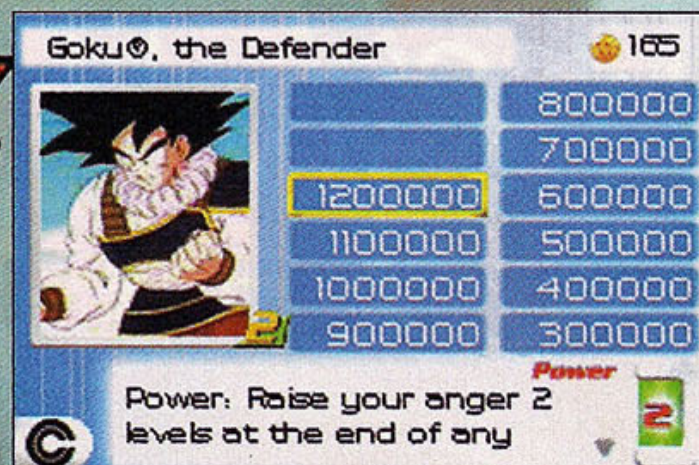 Goku®, the Defender
165
800000
700000
1200000 600000
1100000 500000
1000000 400000
900000 300000
2
Power
Power: Raise your anger 2
levels at the end of any
2
C